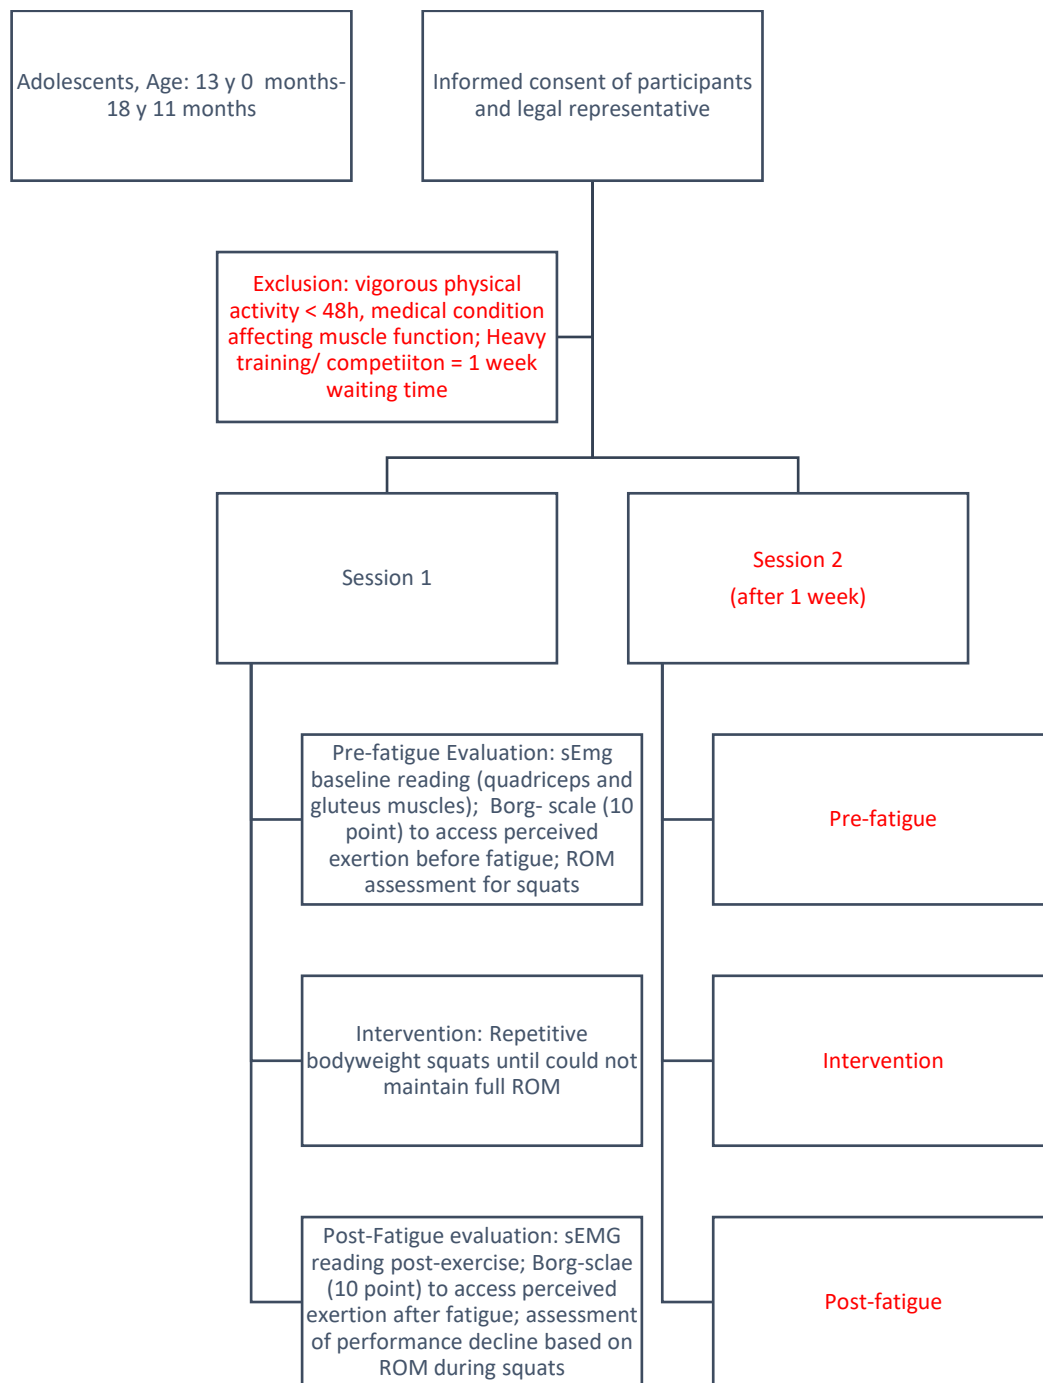 Adolescents, Age: 13 y 0  months-
18 y 11 months
Informed consent of participants
and legal representative
Exclusion: vigorous physical
activity < 48h, medical condition
affecting muscle function; Heavy
training/ competiiton = 1 week
waiting time
Session 1
Session 2
(after 1 week)
Pre-fatigue Evaluation: sEmg
baseline reading (quadriceps and
gluteus muscles);  Borg- scale (10
point) to access perceived
exertion before fatigue; ROM
assessment for squats
Pre-fatigue
Intervention: Repetitive
bodyweight squats until could not
maintain full ROM
Intervention
Post-Fatigue evaluation: sEMG
reading post-exercise; Borg-sclae
(10 point) to access perceived
exertion after fatigue; assessment
of performance decline based on
ROM during squats
Post-fatigue